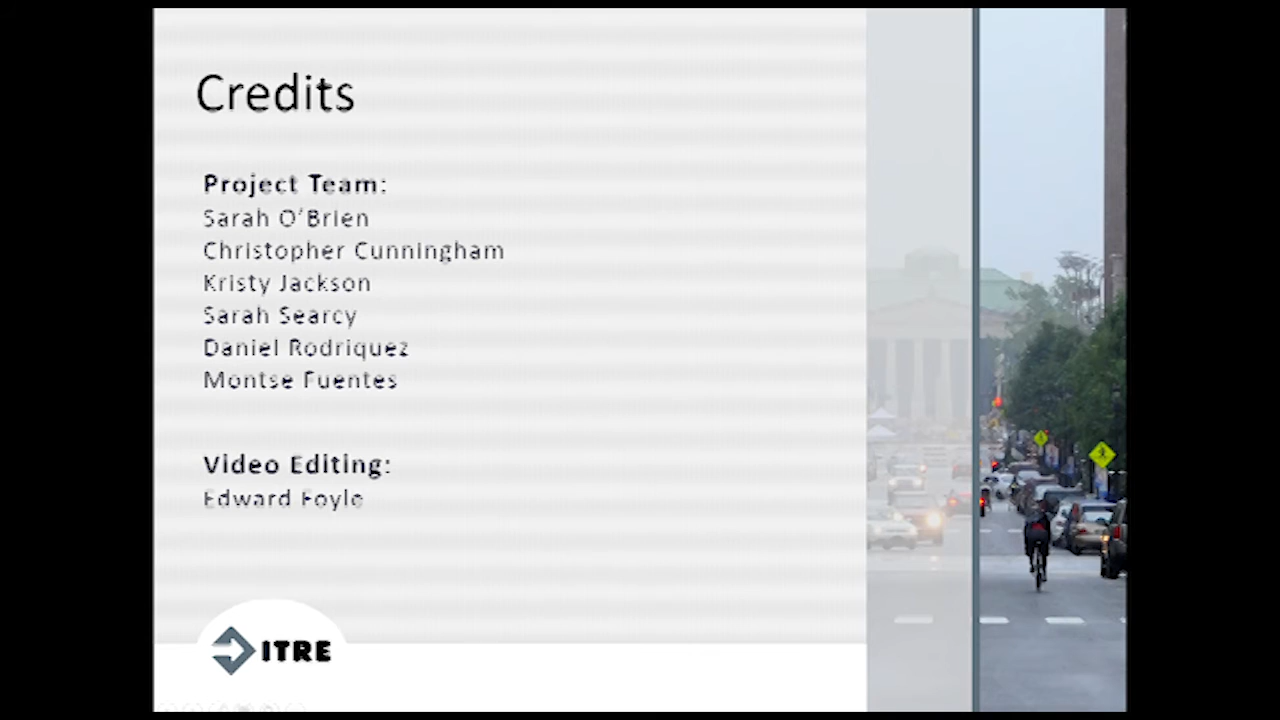 Credits
Project Team:
Sarah O'Brien
Christopher Cunningham
Kristy Jackson
Sarah Searcy
Daniel Rodriquez
Montse Fuentes
Video Editing:
Edward Foyle
ITRE